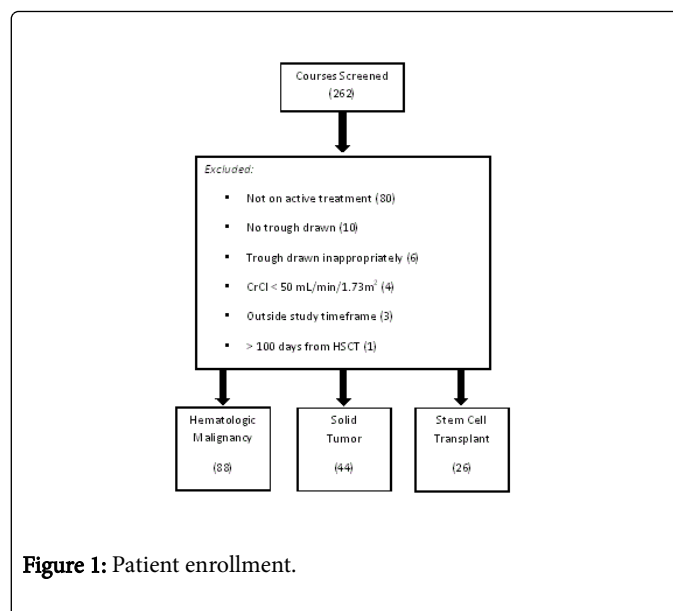 Courses Screened
(262)
Excluded:
▪ Not on active treatment (80)
▪ No trough drawn (10)
▪ Trough drawn inappropriately (6)
▪ CrCl < 50 mL/min/1.73m² (4)
▪ Outside study timeframe (3)
▪ > 100 days from HSCT (1)
Hematologic
Malignancy
(88)
Solid
Tumor
(44)
Stem Cell
Transplant
(26)
Figure 1: Patient enrollment.